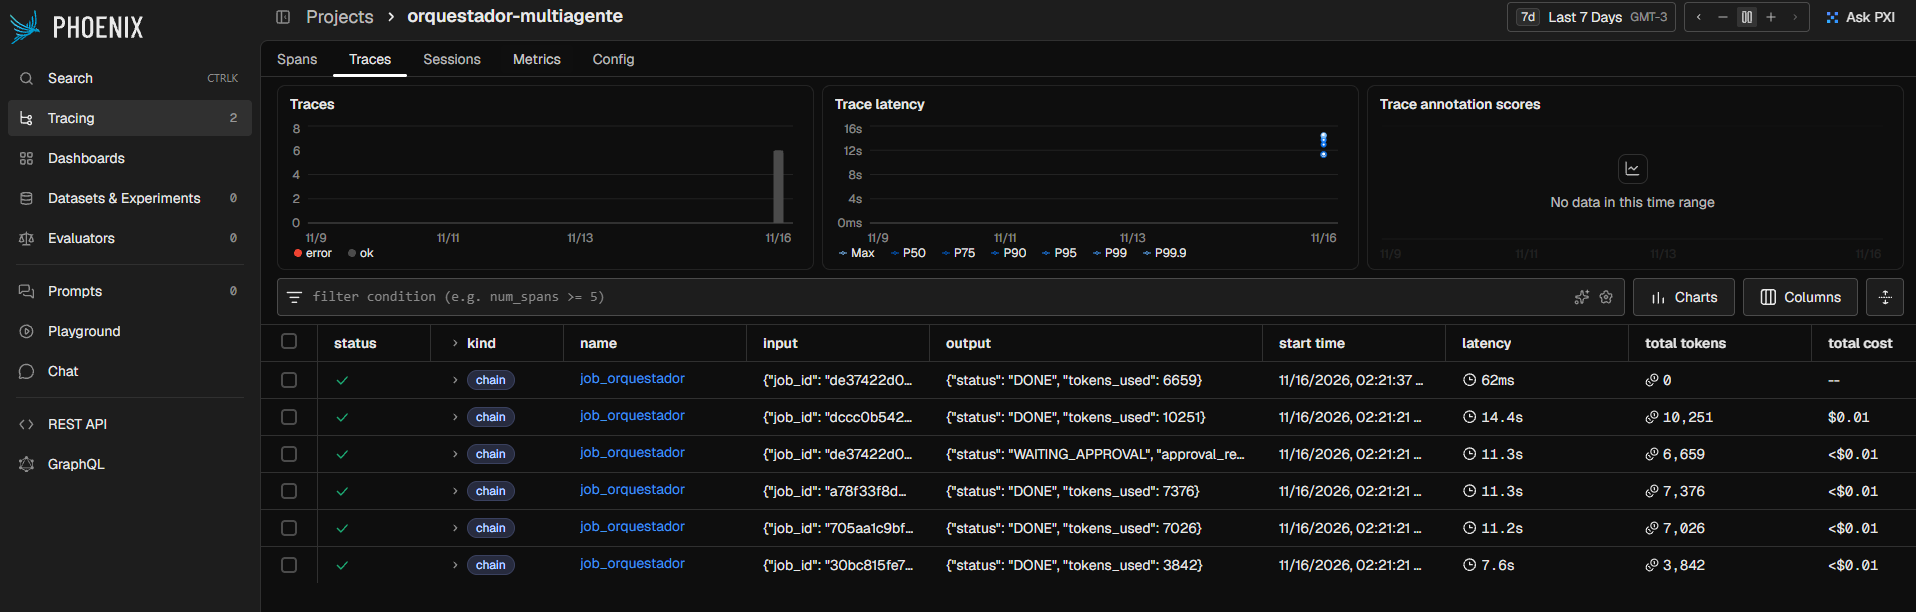 PHOENIX
Projects > orquestador-multiagente
7d Last 7 Days GMT-3
Ask PXI
Search CTRLK
Tracing 2
Dashboards
Datasets & Experiments 0
Evaluators 0
Prompts 0
Playground
Chat
REST API
GraphQL
Spans Traces Sessions Metrics Config
Traces
8
6
4
2
0
11/9 11/11 11/13 11/16
error ok
Trace latency
16s
12s
8s
4s
0ms
11/9 11/11 11/13 11/16
Max P50 P75 P90 P95 P99 P99.9
Trace annotation scores
No data in this time range
11/9 11/11 11/13 11/16
filter condition (e.g. num_spans >= 5)
Charts
Columns
status kind name input output start time latency total tokens total cost
chain job_orquestador {"job_id": "de37422d0... {"status": "DONE", "tokens_used": 6659} 11/16/2026, 02:21:37 ... 62ms 0 --
chain job_orquestador {"job_id": "dccc0b542... {"status": "DONE", "tokens_used": 10251} 11/16/2026, 02:21:21 ... 14.4s 10,251 $0.01
chain job_orquestador {"job_id": "de37422d0... {"status": "WAITING_APPROVAL", "approval_re... 11/16/2026, 02:21:21 ... 11.3s 6,659 <$0.01
chain job_orquestador {"job_id": "a78f33f8d... {"status": "DONE", "tokens_used": 7376} 11/16/2026, 02:21:21 ... 11.3s 7,376 <$0.01
chain job_orquestador {"job_id": "705aa1c9bf... {"status": "DONE", "tokens_used": 7026} 11/16/2026, 02:21:21 ... 11.2s 7,026 <$0.01
chain job_orquestador {"job_id": "30bc815fe7... {"status": "DONE", "tokens_used": 3842} 11/16/2026, 02:21:21 ... 7.6s 3,842 <$0.01